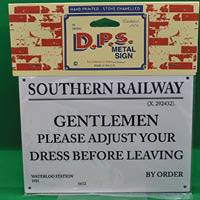 HAND PRINTED · STOVE ENAMELLED
D.P.S.
METAL
SIGN
SOUTHERN RAILWAY
(X. 292432).
GENTLEMEN
PLEASE ADJUST YOUR
DRESS BEFORE LEAVING
WATERLOO STATION
BY ORDER